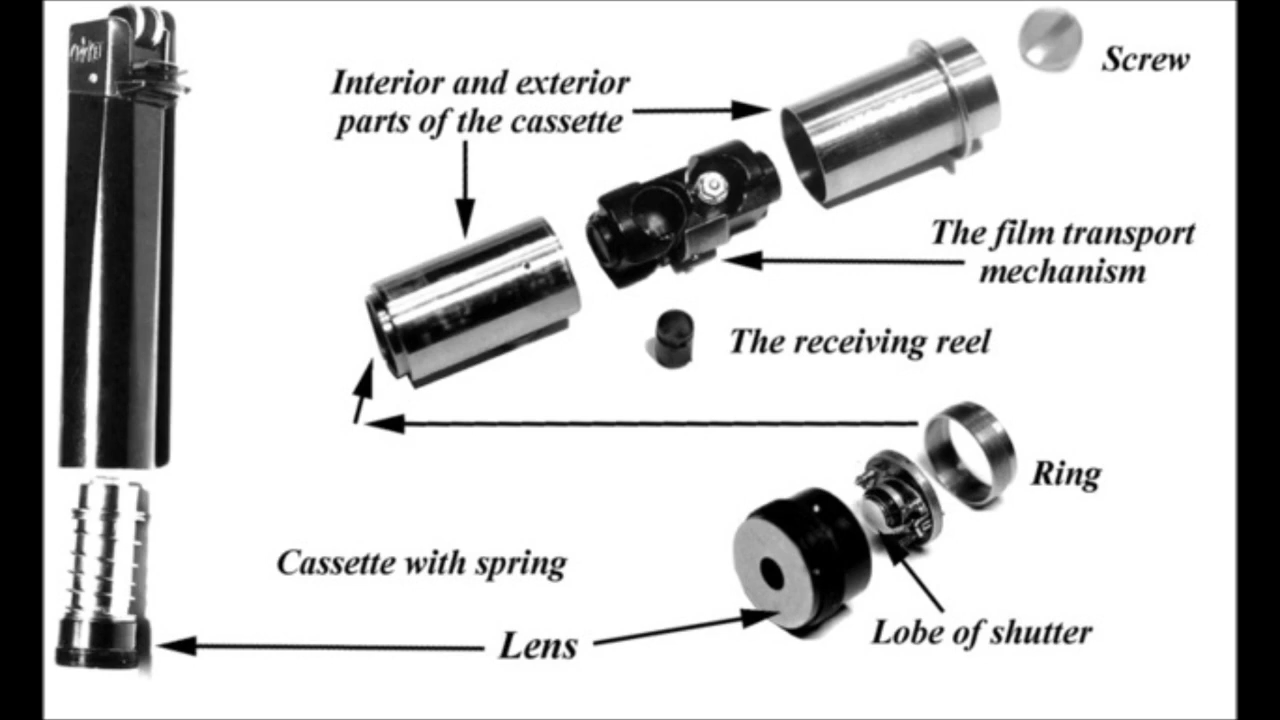 Screw
Interior and exterior
parts of the cassette
The film transport
mechanism
The receiving reel
Ring
Cassette with spring
Lobe of shutter
Lens